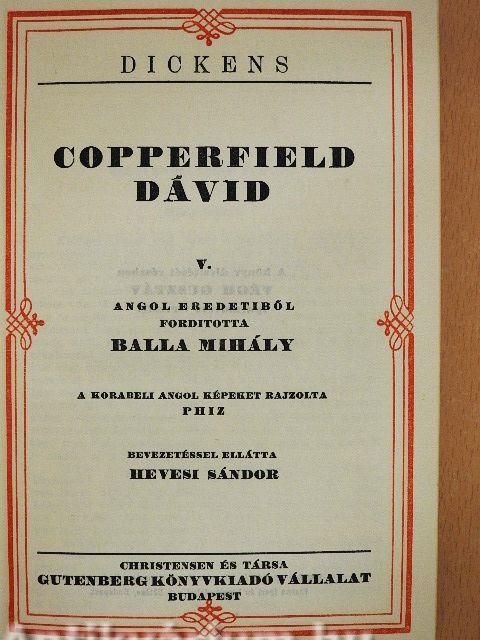 DICKENS
COPPERFIELD
DÁVID
V.
ANGOL EREDETIBŐL
FORDITOTTA
BALLA MIHÁLY
A KORABELI ANGOL KÉPEKET RAJZOLTA
PHIZ
BEVEZETÉSSEL ELLÁTTA
HEVESI SÁNDOR
CHRISTENSEN ÉS TÁRSA
GUTENBERG KÖNYVKIADÓ VÁLLALAT
BUDAPEST